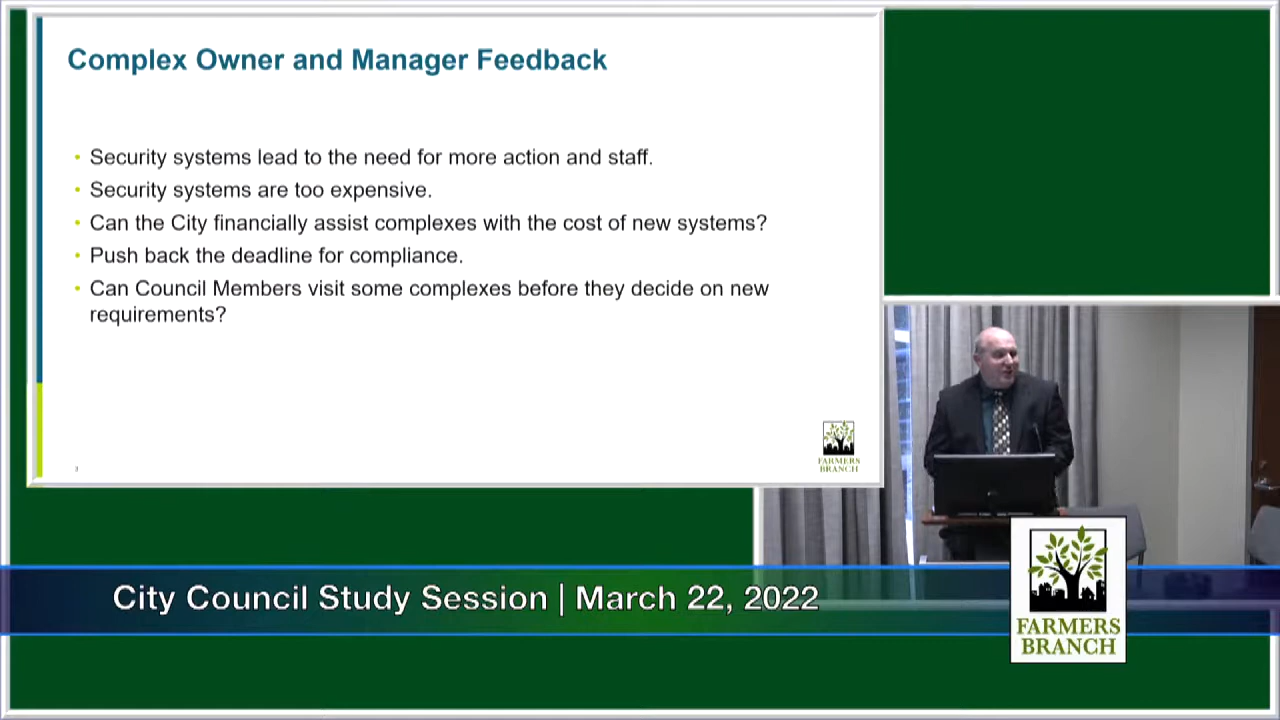 Complex Owner and Manager Feedback
• Security systems lead to the need for more action and staff.
• Security systems are too expensive.
• Can the City financially assist complexes with the cost of new systems?
• Push back the deadline for compliance.
• Can Council Members visit some complexes before they decide on new
requirements?
FARMERS
BRANCH
City Council Study Session | March 22, 2022
FARMERS
BRANCH